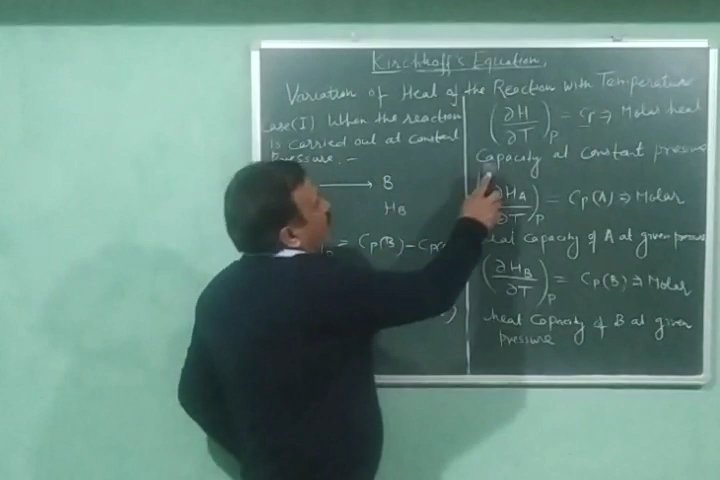 Kirchhoff's Equation,
Variation of Heat of the Reaction with Temperature
case(I) When the reaction
is carried out at constant
pressure. -
→ B
H_B
= Cp(B) - Cp(
(∂H/∂T)_P = Cp ⇒ Molar heat
capacity at constant pressure
∂H_A/∂T)_P = Cp(A) ⇒ Molar
heat capacity of A at given pressure
(∂H_B/∂T)_P = Cp(B) ⇒ Molar
heat capacity of B at given
pressure